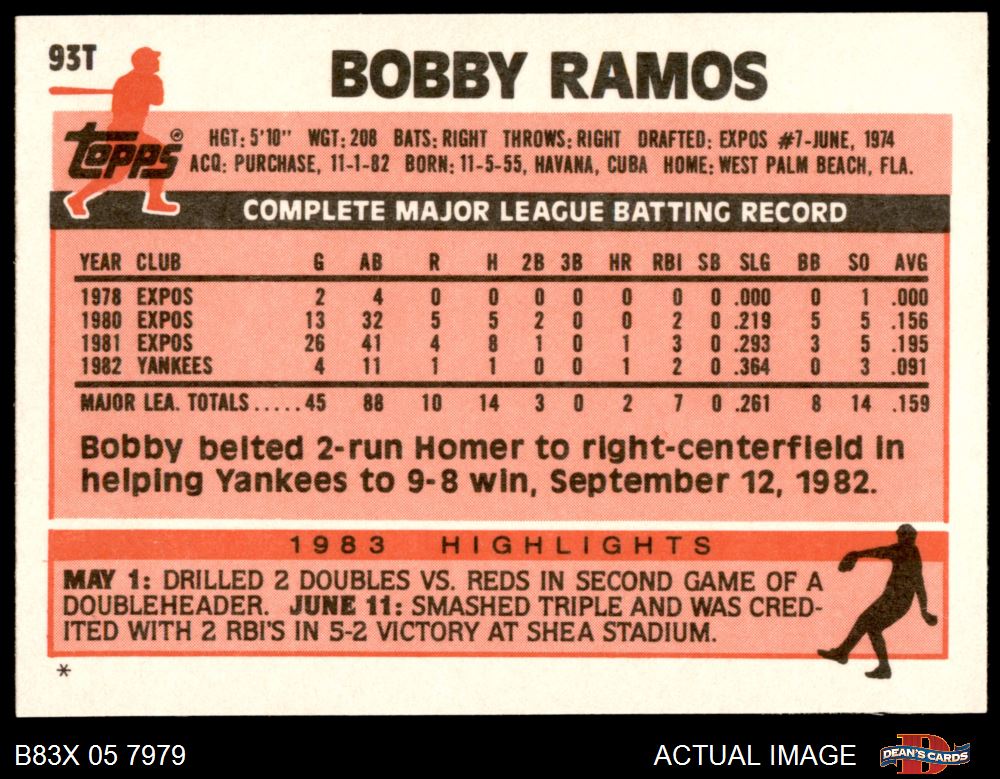 93T
BOBBY RAMOS
Topps ®
HGT: 5'10" WGT: 208 BATS: RIGHT THROWS: RIGHT DRAFTED: EXPOS #7-JUNE, 1974
ACQ: PURCHASE, 11-1-82 BORN: 11-5-55, HAVANA, CUBA HOME: WEST PALM BEACH, FLA.
COMPLETE MAJOR LEAGUE BATTING RECORD
YEAR CLUB G AB R H 2B 3B HR RBI SB SLG BB SO AVG
1978 EXPOS 2 4 0 0 0 0 0 0 0 .000 0 1 .000
1980 EXPOS 13 32 5 5 2 0 0 2 0 .219 5 5 .156
1981 EXPOS 26 41 4 8 1 0 1 3 0 .293 3 5 .195
1982 YANKEES 4 11 1 1 0 0 1 2 0 .364 0 3 .091
MAJOR LEA. TOTALS.....45 88 10 14 3 0 2 7 0 .261 8 14 .159
Bobby belted 2-run Homer to right-centerfield in
helping Yankees to 9-8 win, September 12, 1982.
1983 HIGHLIGHTS
MAY 1: DRILLED 2 DOUBLES VS. REDS IN SECOND GAME OF A
DOUBLEHEADER. JUNE 11: SMASHED TRIPLE AND WAS CRED-
ITED WITH 2 RBI'S IN 5-2 VICTORY AT SHEA STADIUM.
*
B83X 05 7979
ACTUAL IMAGE
DEAN'S CARDS